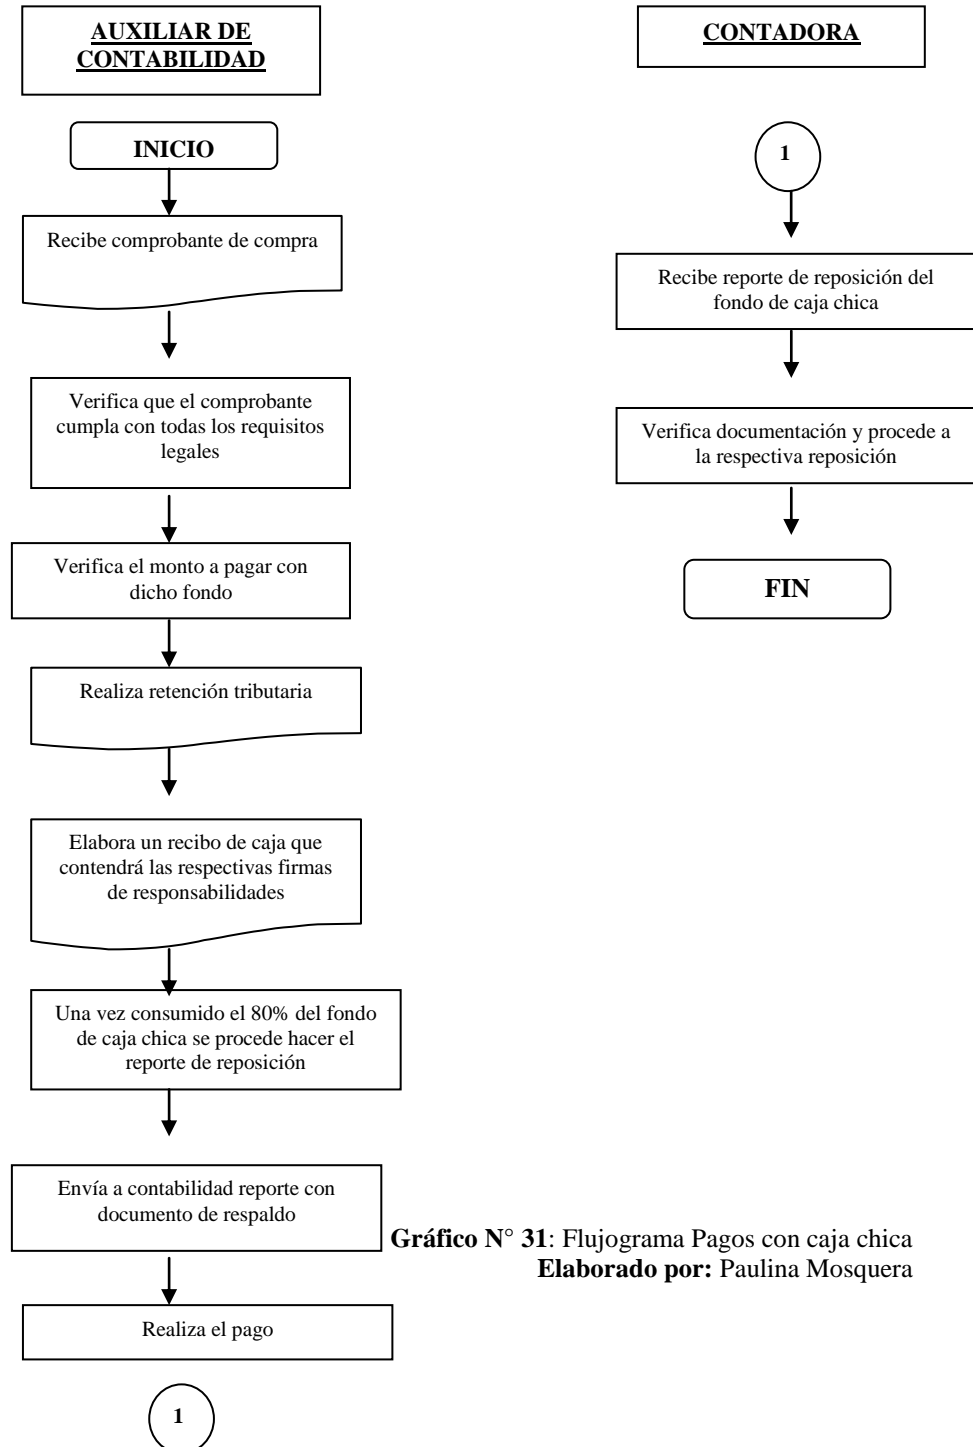 AUXILIAR DE
CONTABILIDAD
INICIO
Recibe comprobante de compra
Verifica que el comprobante
cumpla con todas los requisitos
legales
Verifica el monto a pagar con
dicho fondo
Realiza retención tributaria
Elabora un recibo de caja que
contendrá las respectivas firmas
de responsabilidades
Una vez consumido el 80% del fondo
de caja chica se procede hacer el
reporte de reposición
Envía a contabilidad reporte con
documento de respaldo
Realiza el pago
1
CONTADORA
1
Recibe reporte de reposición del
fondo de caja chica
Verifica documentación y procede a
la respectiva reposición
FIN
Gráfico N° 31: Flujograma Pagos con caja chica
Elaborado por: Paulina Mosquera